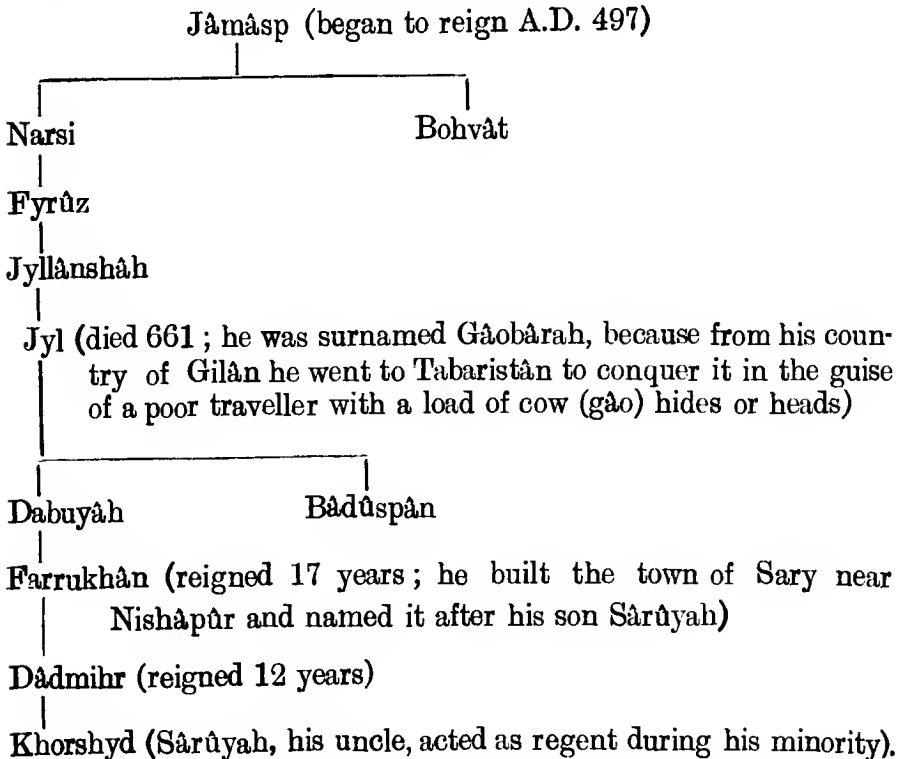 Jâmâsp (began to reign A.D. 497)
Narsi Bohvât
Fyrûz
Jyllânshâh
Jyl (died 661 ; he was surnamed Gâobârah, because from his coun-
try of Gilân he went to Tabaristân to conquer it in the guise
of a poor traveller with a load of cow (gâo) hides or heads)
Dabuyâh Bâdûspân
Farrukhân (reigned 17 years ; he built the town of Sary near
Nishâpûr and named it after his son Sârûyah)
Dâdmihr (reigned 12 years)
Khorshyd (Sârûyah, his uncle, acted as regent during his minority).